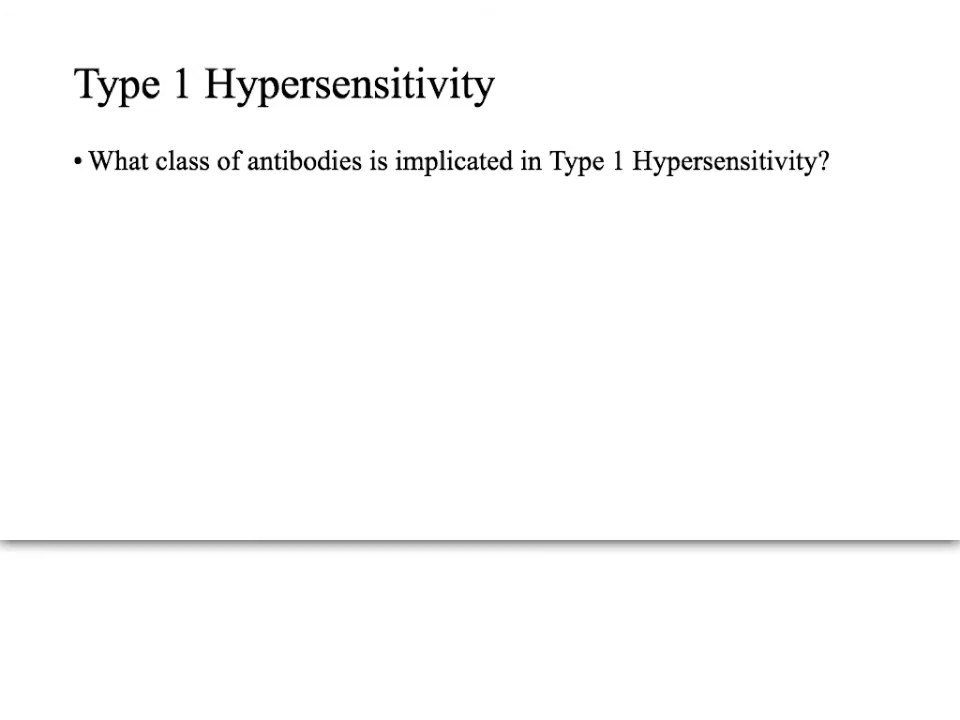 Type 1 Hypersensitivity
• What class of antibodies is implicated in Type 1 Hypersensitivity?